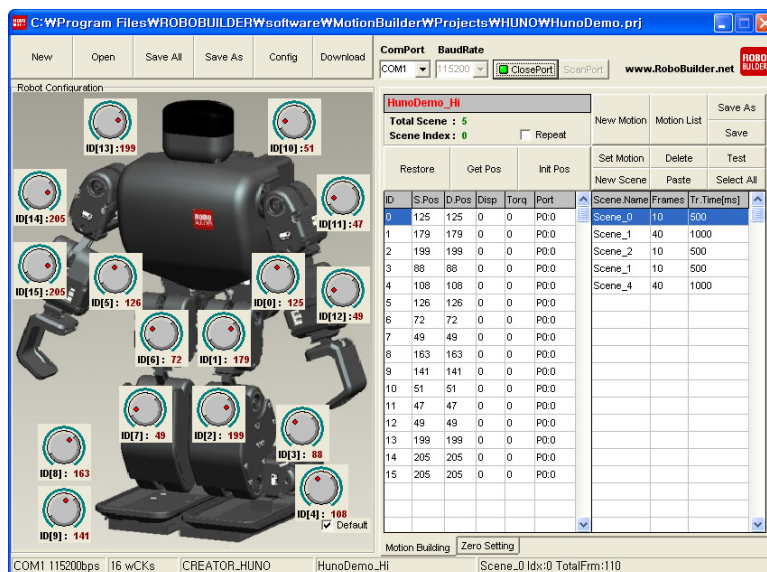 C:₩Program Files₩ROBOBUILDER₩software₩MotionBuilder₩Projects₩HUNO₩HunoDemo.prj
New Open Save All Save As Config Download
ComPort BaudRate
COM1 115200 ClosePort ScanPort www.RoboBuilder.net ROBO BUILDER
Robot Configuration
ID[13]:199
ID[10]:51
ID[14]:205
ID[11]:47
ROBO BUILDER
ID[15]:205
ID[5]: 126
ID[0]: 125
ID[12]:49
ID[6]: 72
ID[1]: 179
ID[7]: 49
ID[2]: 199
ID[3]: 88
ID[8]: 163
ID[4]: 108
ID[9]: 141
Default
HunoDemo_Hi
Total Scene : 5
Scene Index : 0 Repeat
New Motion Motion List Save As
Save
Restore Get Pos Init Pos
Set Motion Delete Test
New Scene Paste Select All
ID S.Pos D.Pos Disp Torq Port
0 125 125 0 0 P0:0
1 179 179 0 0 P0:0
2 199 199 0 0 P0:0
3 88 88 0 0 P0:0
4 108 108 0 0 P0:0
5 126 126 0 0 P0:0
6 72 72 0 0 P0:0
7 49 49 0 0 P0:0
8 163 163 0 0 P0:0
9 141 141 0 0 P0:0
10 51 51 0 0 P0:0
11 47 47 0 0 P0:0
12 49 49 0 0 P0:0
13 199 199 0 0 P0:0
14 205 205 0 0 P0:0
15 205 205 0 0 P0:0
Scene.Name Frames Tr.Time[ms]
Scene_0 10 500
Scene_1 40 1000
Scene_2 10 500
Scene_1 10 500
Scene_4 40 1000
Motion Building Zero Setting
COM1 115200bps 16 wCKs CREATOR_HUNO HunoDemo_Hi Scene_0 Idx:0 TotalFrm:110